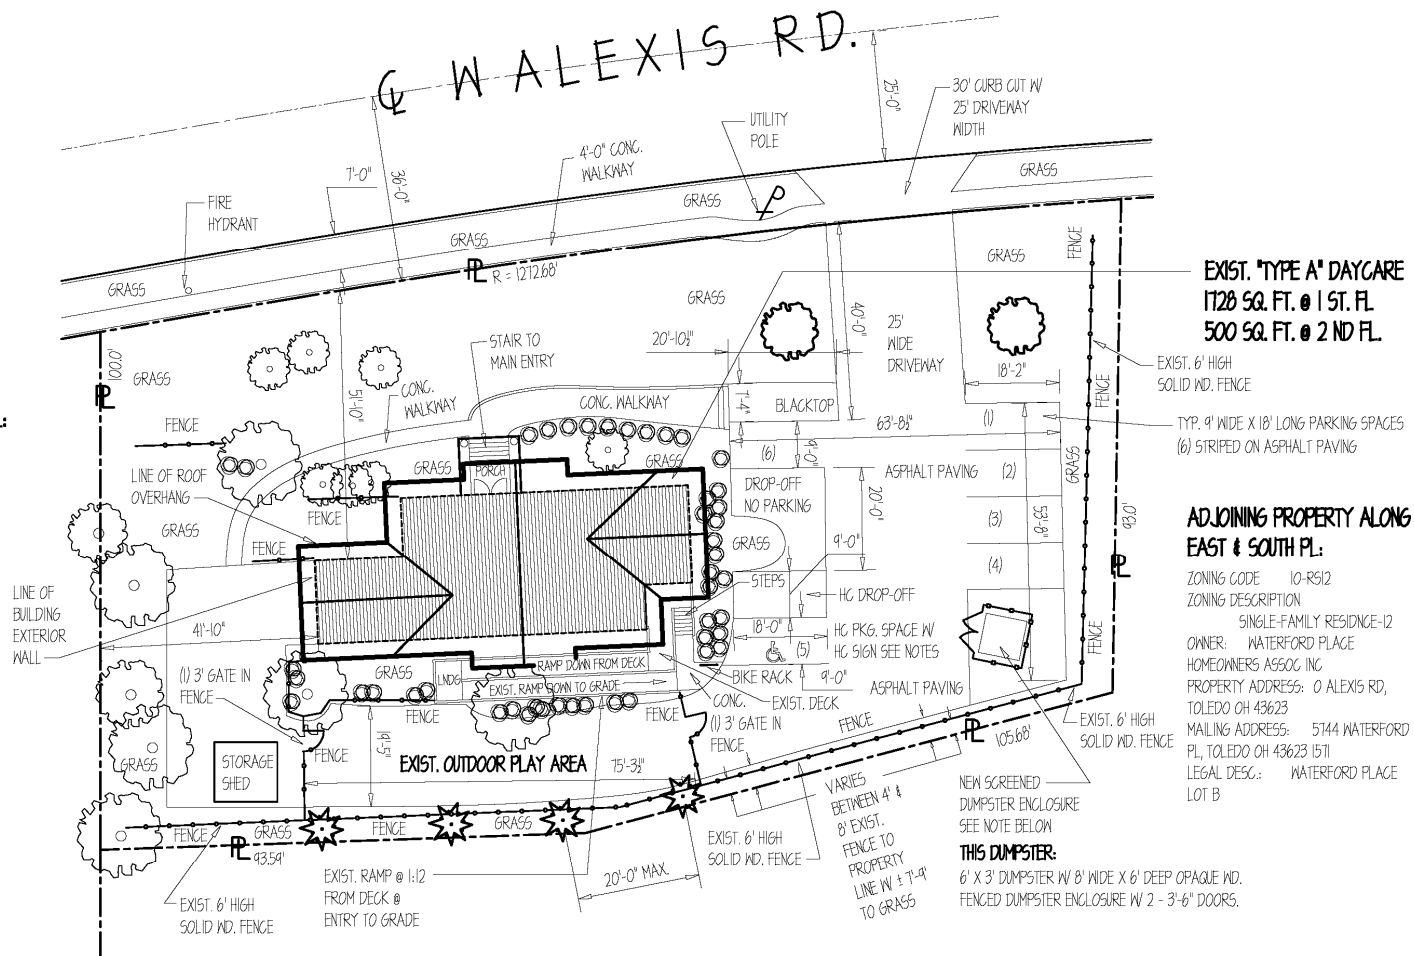 ℄ W ALEXIS RD.
25'-0"
30' CURB CUT W/
25' DRIVEWAY
WIDTH
UTILITY
POLE
4'-0" CONC.
WALKWAY
7'-0"
36'-0"
FIRE
HYDRANT
GRASS
GRASS
GRASS
GRASS
PL
R = 1272.68'
GRASS
FENCE
EXIST. "TYPE A" DAYCARE
1728 SQ. FT. @ 1 ST. FL
500 SQ. FT. @ 2 ND FL.
GRASS
40'-0"
25'
WIDE
DRIVEWAY
20'-10½"
STAIR TO
MAIN ENTRY
100.0'
PL
GRASS
51'-10"
CONC.
WALKWAY
CONC. WALKWAY
7'-4"
BLACKTOP
18'-2"
FENCE
EXIST. 6' HIGH
SOLID WD. FENCE
63'-8½"
(1)
TYP. 9' WIDE X 18' LONG PARKING SPACES
(6) STRIPED ON ASPHALT PAVING
FENCE
LINE OF ROOF
OVERHANG
GRASS
PORCH
GRASS
(6)
9'-0"
DROP-OFF
NO PARKING
20'-0"
ASPHALT PAVING
(2)
GRASS
(3)
53'-8"
(4)
93.0'
PL
ADJOINING PROPERTY ALONG
EAST & SOUTH PL:
ZONING CODE 10-RS12
ZONING DESCRIPTION
SINGLE-FAMILY RESIDNCE-12
OWNER: WATERFORD PLACE
HOMEOWNERS ASSOC INC
PROPERTY ADDRESS: 0 ALEXIS RD,
TOLEDO OH 43623
MAILING ADDRESS: 5144 WATERFORD
PL, TOLEDO OH 43623 1571
LEGAL DESC.: WATERFORD PLACE
LOT B
GRASS
FENCE
FENCE
GRASS
9'-0"
STEPS
HC DROP-OFF
LINE OF
BUILDING
EXTERIOR
WALL
41'-10"
18'-0"
(5)
HC PKG. SPACE W/
HC SIGN SEE NOTES
FENCE
(1) 3' GATE IN
FENCE
GRASS
LNDG
RAMP DOWN FROM DECK
EXIST. RAMP DOWN TO GRADE
BIKE RACK
9'-0"
ASPHALT PAVING
FENCE
FENCE
CONC.
EXIST. DECK
(1) 3' GATE IN
FENCE
FENCE
PL
105.68'
EXIST. 6' HIGH
SOLID WD. FENCE
GRASS
STORAGE
SHED
FENCE
19'-5"
EXIST. OUTDOOR PLAY AREA
75'-3½"
VARIES
BETWEEN 4' &
8' EXIST.
FENCE TO
PROPERTY
LINE W/ ± 7'-9"
TO GRASS
NEW SCREENED
DUMPSTER ENCLOSURE
SEE NOTE BELOW
THIS DUMPSTER:
6' X 3' DUMPSTER W/ 8' WIDE X 6' DEEP OPAQUE WD.
FENCED DUMPSTER ENCLOSURE W/ 2 - 3'-6" DOORS.
FENCE
GRASS
FENCE
GRASS
PL
93.59'
EXIST. 6' HIGH
SOLID WD. FENCE
20'-0" MAX.
EXIST. RAMP @ 1:12
FROM DECK @
ENTRY TO GRADE
EXIST. 6' HIGH
SOLID WD. FENCE